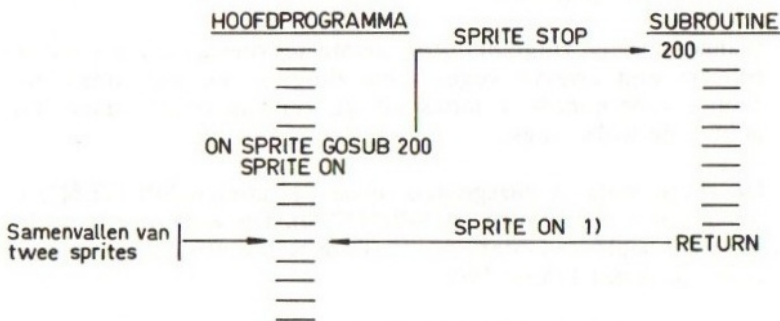 HOOFDPROGRAMMA
SUBROUTINE
SPRITE STOP
200
ON SPRITE GOSUB 200
SPRITE ON
Samenvallen van
twee sprites
SPRITE ON 1)
RETURN